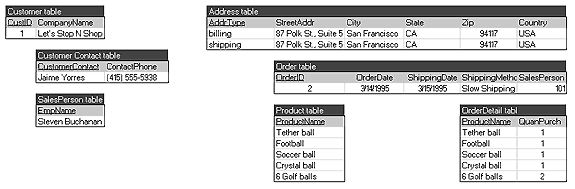 Customer table
CustID CompanyName
1 Let's Stop N Shop
Customer Contact table
CustomerContact ContactPhone
Jaime Yorres (415) 555-5938
SalesPerson table
EmpName
Steven Buchanan
Address table
AddrType StreetAddr City State Zip Country
billing 87 Polk St., Suite 5 San Francisco CA 94117 USA
shipping 87 Polk St., Suite 5 San Francisco CA 94117 USA
Order table
OrderID OrderDate ShippingDate ShippingMetho SalesPerson
2 3/14/1995 3/15/1995 Slow Shipping 101
Product table
ProductName
Tether ball
Football
Soccer ball
Crystal ball
6 Golf balls
OrderDetail tabl
ProductName QuanPurch
Tether ball 1
Football 1
Soccer ball 1
Crystal ball 1
6 Golf balls 2